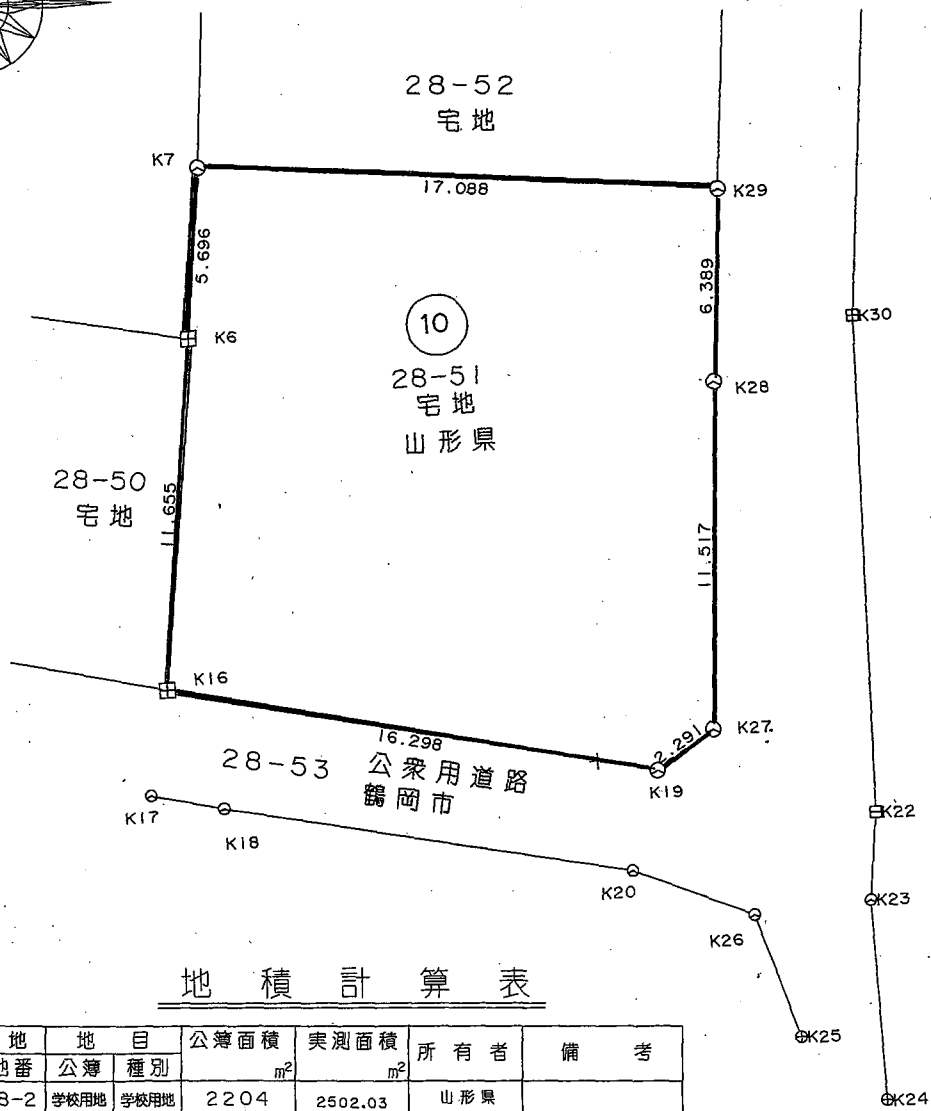 28-52
宅地
K7
17.088
K29
5.696
6.389
K30
10
K6
28-51
宅地
山形県
K28
28-50
宅地
11.655
11.517
K16
K27
2.291
16.298
K19
28-53 公衆用道路
鶴岡市
K17
K18
K22
K20
K23
K26
地積計算表
K25
地 地目 公簿面積 実測面積 所有者 備考
地番 公簿 種別 m² m²
8-2 学校用地 学校用地 2204 2502.03 山形県
K24